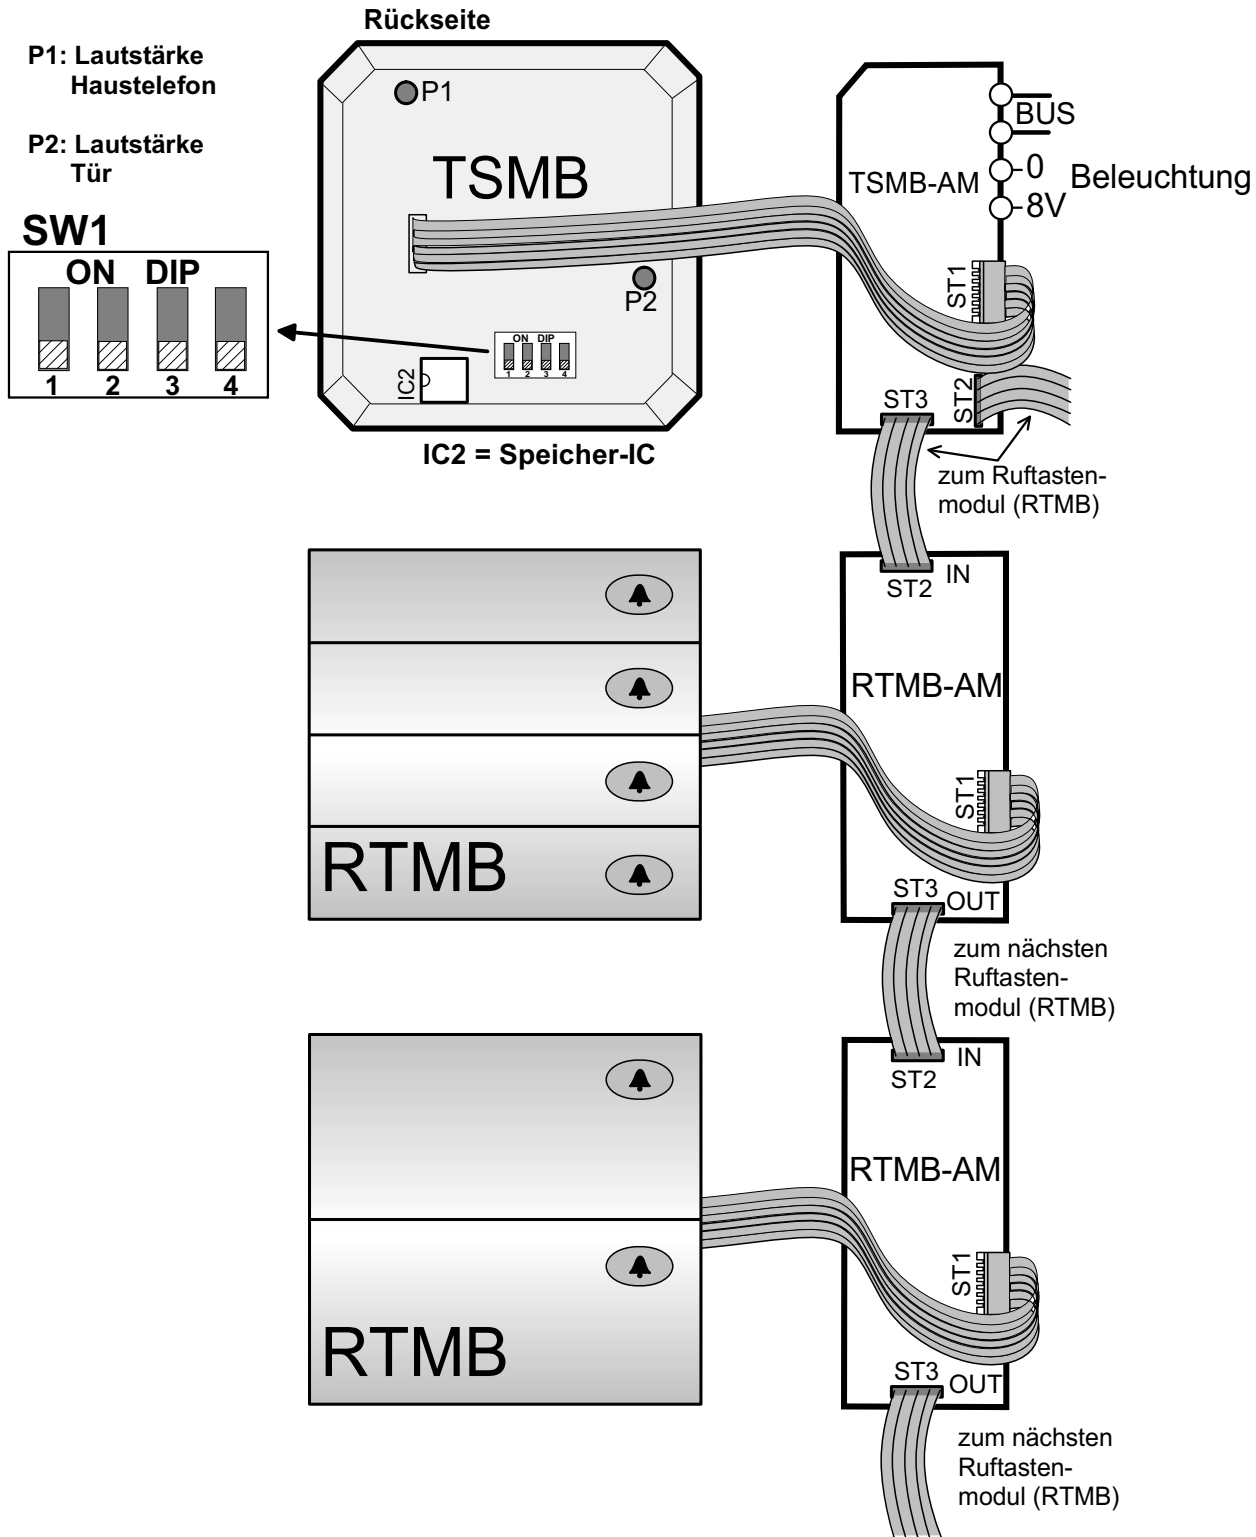 Rückseite
P1: Lautstärke
Haustelefon
P2: Lautstärke
Tür
SW1
ON DIP
1 2 3 4
P1
TSMB
P2
ON DIP
1 2 3 4
IC2
IC2 = Speicher-IC
BUS
0
8V
Beleuchtung
TSMB-AM
ST1
ST2
ST3
zum Ruftasten-
modul (RTMB)
ST2 IN
RTMB-AM
ST1
RTMB
ST3 OUT
zum nächsten
Ruftasten-
modul (RTMB)
IN
ST2
RTMB-AM
ST1
RTMB
ST3 OUT
zum nächsten
Ruftasten-
modul (RTMB)